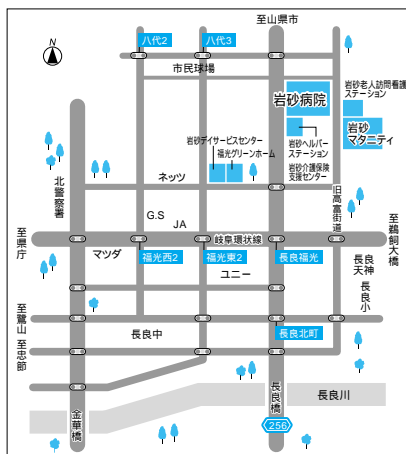 至山県市
八代2
八代3
N
市民球場
岩砂老人訪問看護
ステーション
岩砂病院
岩砂
マタニティ
岩砂デイサービスセンター
福光グリーンホーム
岩砂ヘルパー
ステーション
岩砂介護保険
支援センター
ネッツ
北警察署
旧高富街道
G.S
JA
至県庁
岐阜環状線
至鵜飼大橋
マツダ
福光西2
福光東2
長良福光
長良
天神
ユニー
長良小
至鷺山
至忠節
長良中
長良北町
長良川
金華橋
長良橋
256